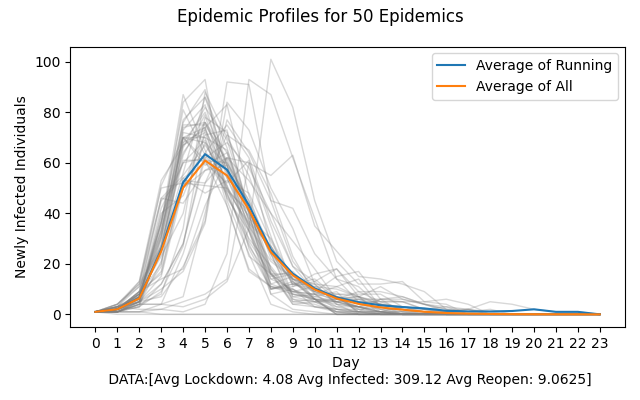 Epidemic Profiles for 50 Epidemics
Newly Infected Individuals
100
80
60
40
20
0
Average of Running
Average of All
0 1 2 3 4 5 6 7 8 9 10 11 12 13 14 15 16 17 18 19 20 21 22 23
Day
DATA:[Avg Lockdown: 4.08 Avg Infected: 309.12 Avg Reopen: 9.0625]